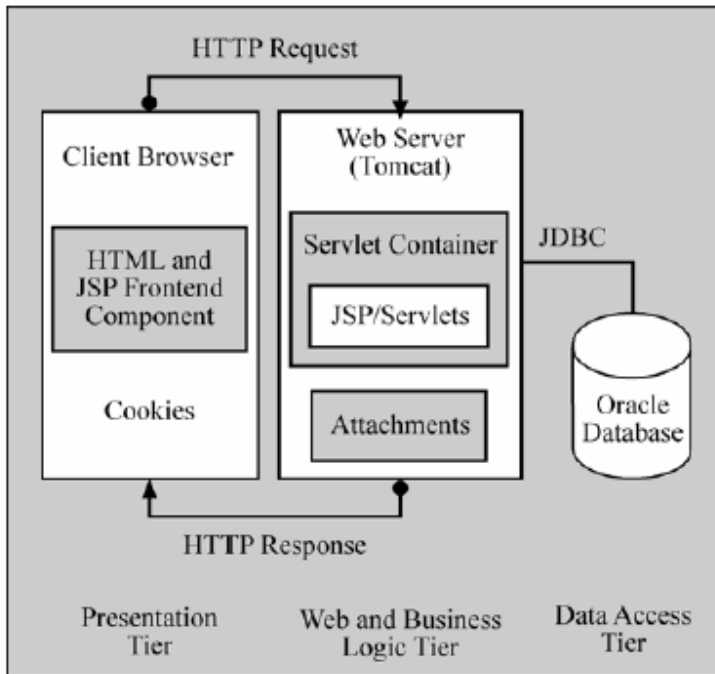 HTTP Request
Client Browser
HTML and
JSP Frontend
Component
Cookies
Web Server
(Tomcat)
Servlet Container
JSP/Servlets
Attachments
JDBC
Oracle
Database
HTTP Response
Presentation
Tier
Web and Business
Logic Tier
Data Access
Tier